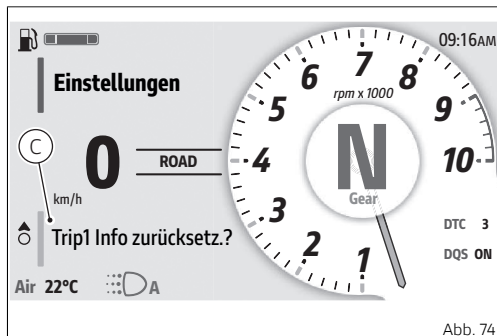 09:16AM
Einstellungen
0
km/h
ROAD
C
Trip1 Info zurücksetz.?
Air 22°C
A
rpm x 1000
1
2
3
4
5
6
7
8
9
10
N
Gear
DTC 3
DQS ON
Abb. 74